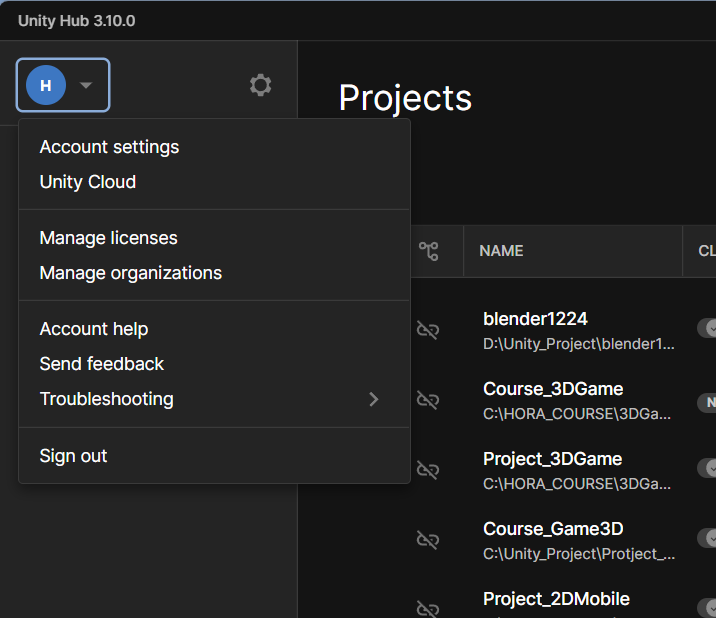 Unity Hub 3.10.0
H
Projects
Account settings
Unity Cloud
Manage licenses
Manage organizations
Account help
Send feedback
Troubleshooting
Sign out
NAME
CL
blender1224
D:\Unity_Project\blender1...
Course_3DGame
C:\HORA_COURSE\3DGa...
N
Project_3DGame
C:\HORA_COURSE\3DGa...
Course_Game3D
C:\Unity_Project\Protject_...
Project_2DMobile